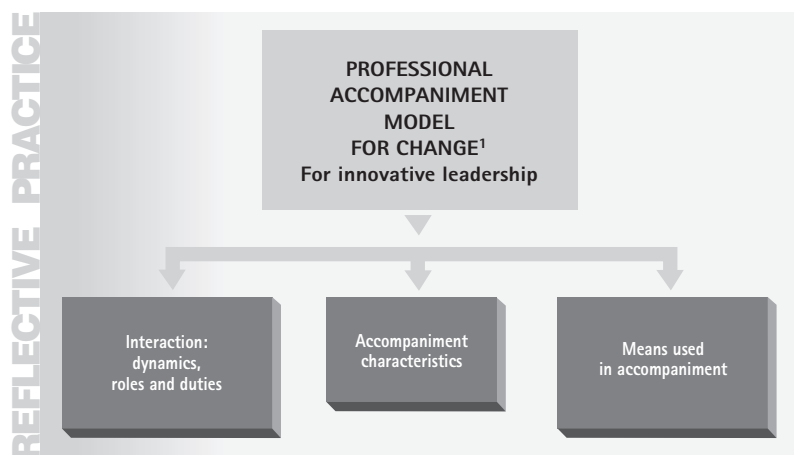 REFLECTIVE PRACTICE
PROFESSIONAL
ACCOMPANIMENT
MODEL
FOR CHANGE¹
For innovative leadership
Interaction:
dynamics,
roles and duties
Accompaniment
characteristics
Means used
in accompaniment